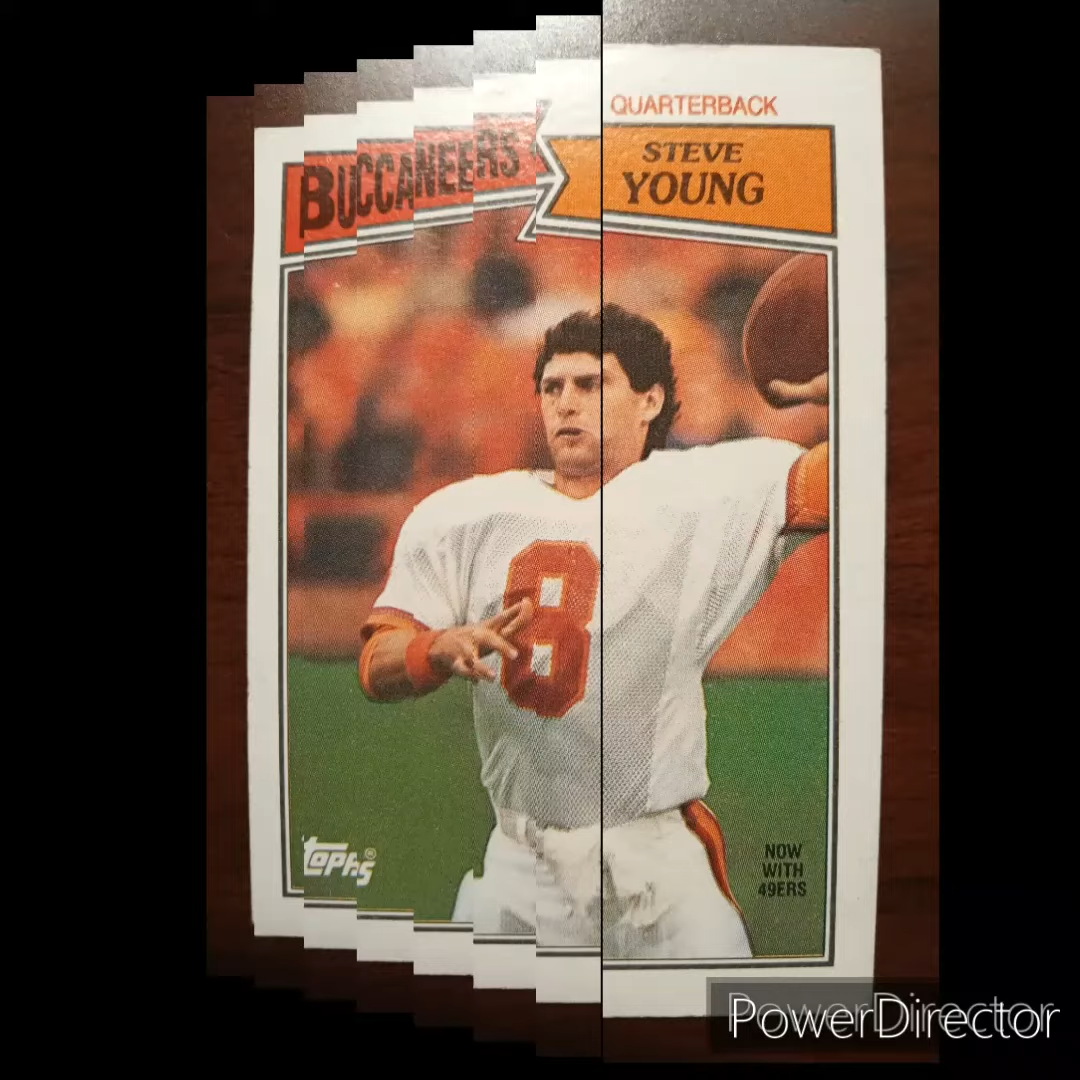 QUARTERBACK
BUCCANEERS
STEVE
YOUNG
8
TOPPS®
NOW
WITH
49ERS
PowerDirector